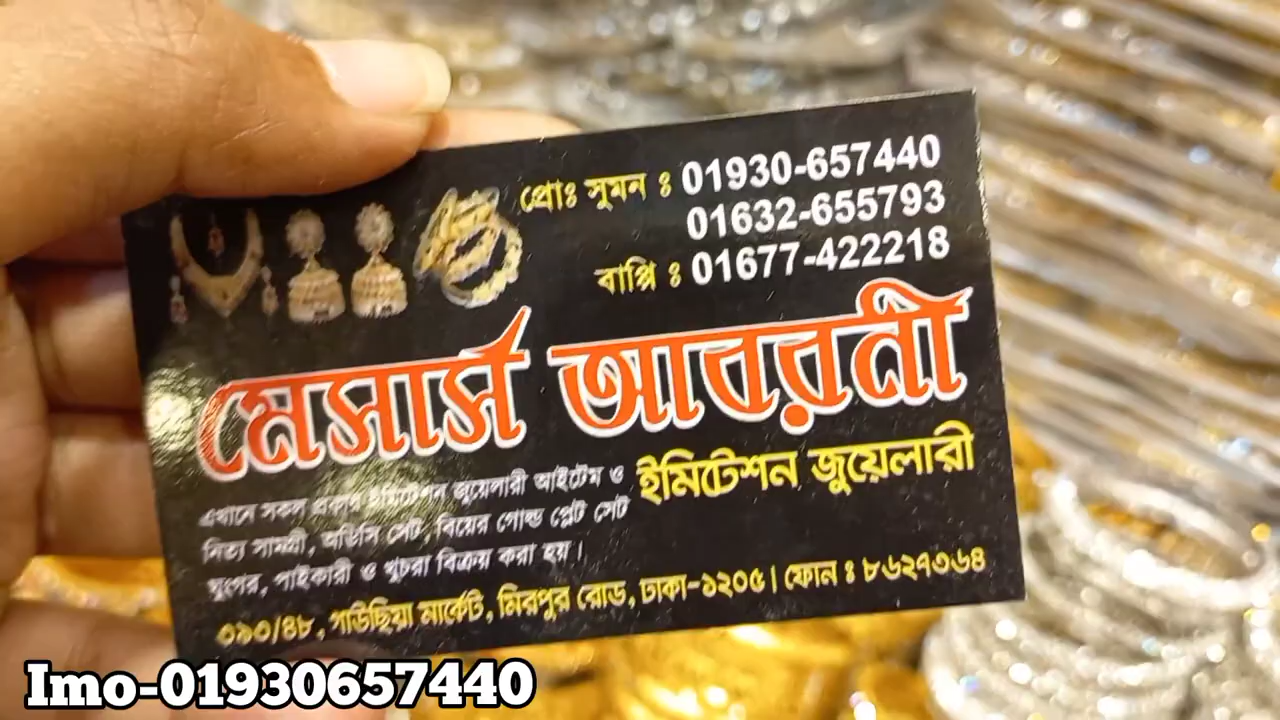 প্রোঃ সুমন ঃ 01930-657440
01632-655793
বাপ্পি ঃ 01677-422218
মেসার্স আবরনী
ইমিটেশন জুয়েলারী
এখানে সকল প্রকার ইমিটেশন জুয়েলারী আইটেম ও
নিত্য সামগ্রী, অডিসি সেট, বিয়ের গোল্ড প্লেট সেট
ঘুংগর, পাইকারী ও খুচরা বিক্রয় করা হয়।
৩৯৩/৪৮, গাউছিয়া মার্কেট, মিরপুর রোড, ঢাকা-১২০৫। ফোন ঃ ৮৬২৭৩৬৪
Imo-01930657440